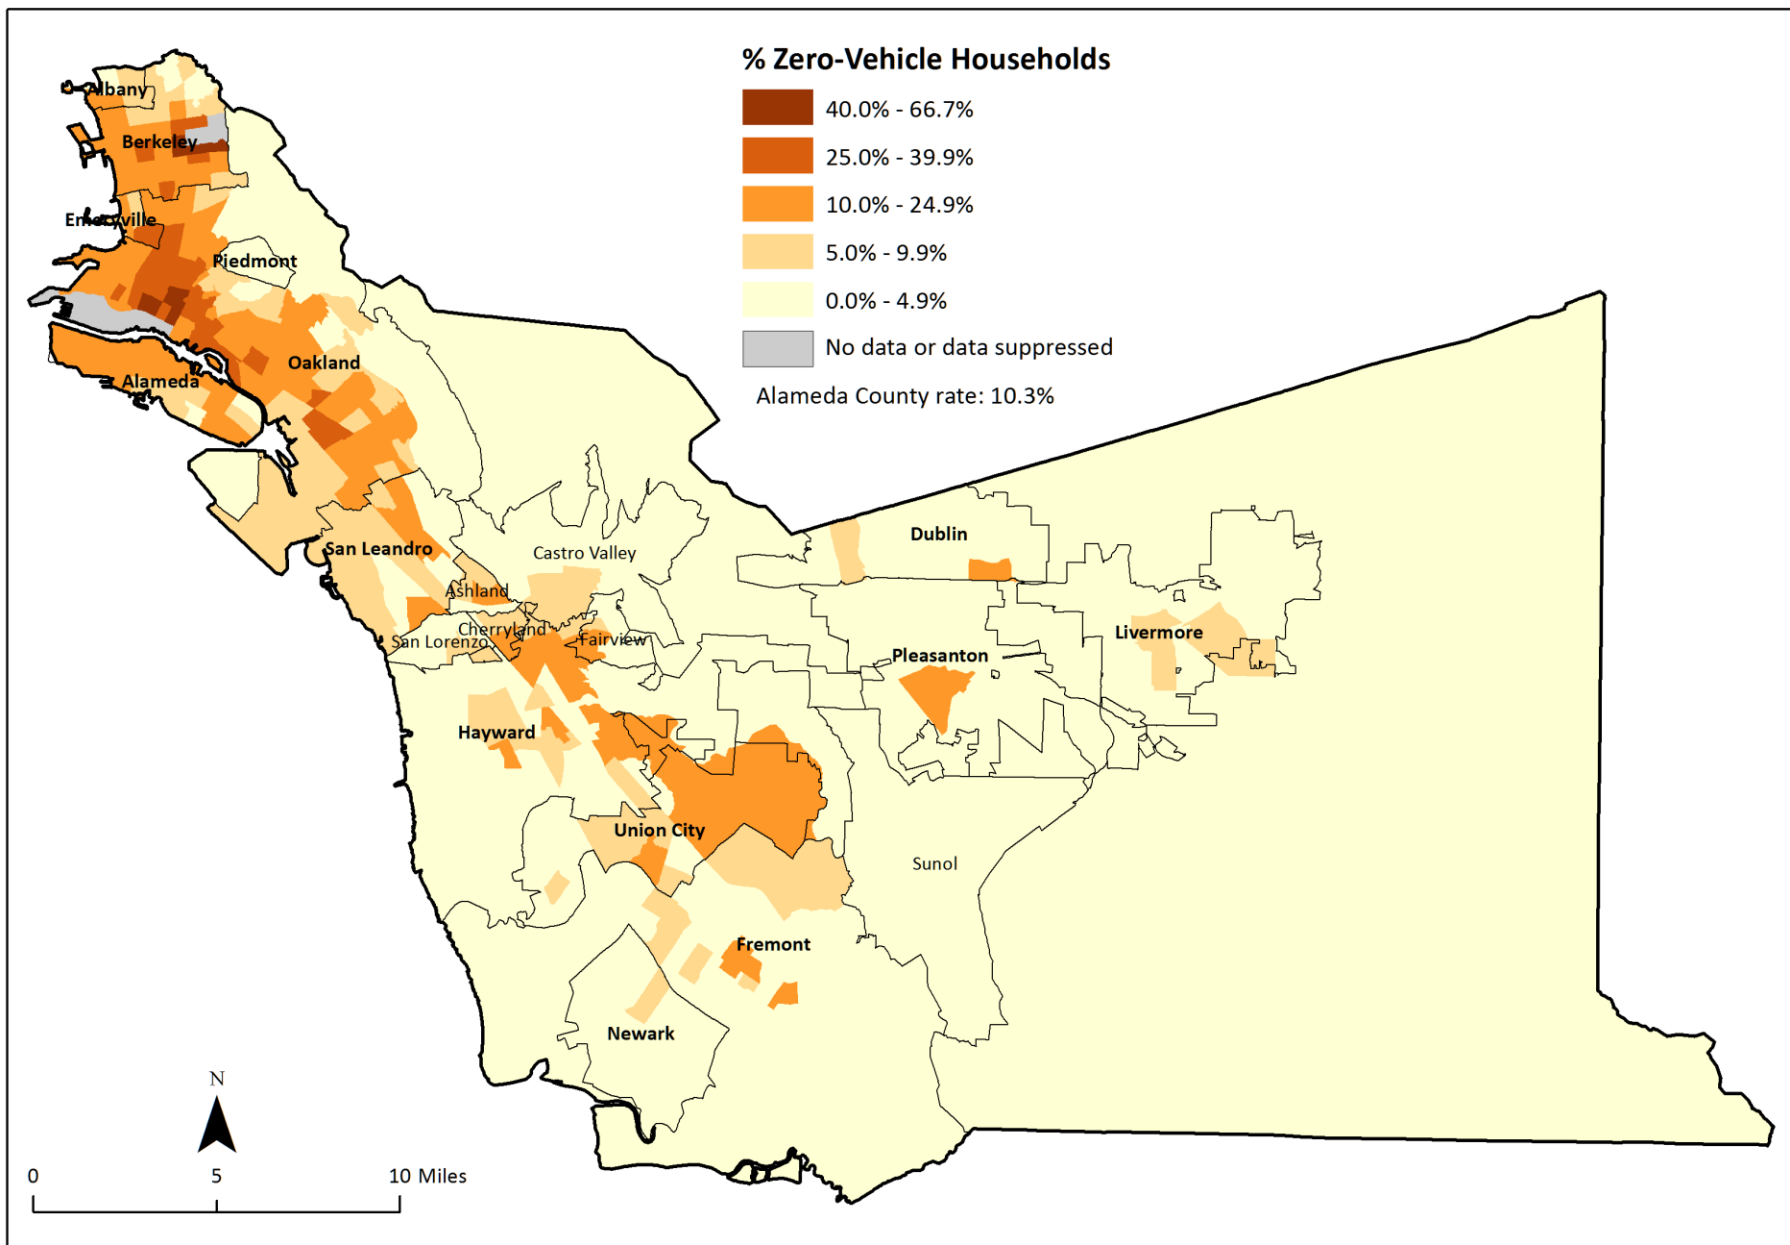 % Zero-Vehicle Households
40.0% - 66.7%
25.0% - 39.9%
10.0% - 24.9%
5.0% - 9.9%
0.0% - 4.9%
No data or data suppressed
Alameda County rate: 10.3%
Albany
Berkeley
Emeryville
Piedmont
Oakland
Alameda
San Leandro
Castro Valley
Dublin
Ashland
Cherryland
San Lorenzo
Fairview
Livermore
Pleasanton
Hayward
Union City
Sunol
Fremont
Newark
N
0 5 10 Miles